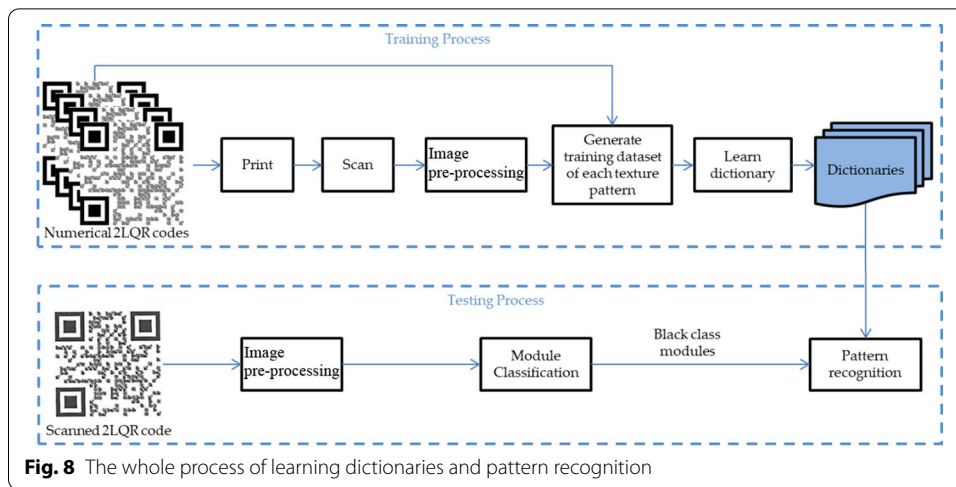 Training Process
Numerical 2LQR codes
Print
Scan
Image
pre-processing
Generate
training dataset
of each texture
pattern
Learn
dictionary
Dictionaries
Testing Process
Scanned 2LQR code
Image
pre-processing
Module
Classification
Black class
modules
Pattern
recognition
Fig. 8 The whole process of learning dictionaries and pattern recognition